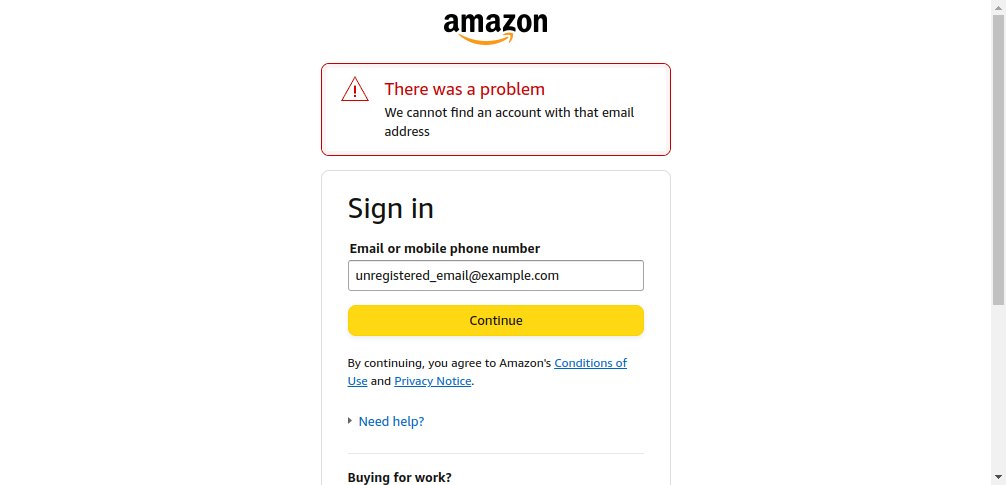 amazon
There was a problem
We cannot find an account with that email
address
Sign in
Email or mobile phone number
unregistered_email@example.com
Continue
By continuing, you agree to Amazon's Conditions of
Use and Privacy Notice.
Need help?
Buying for work?